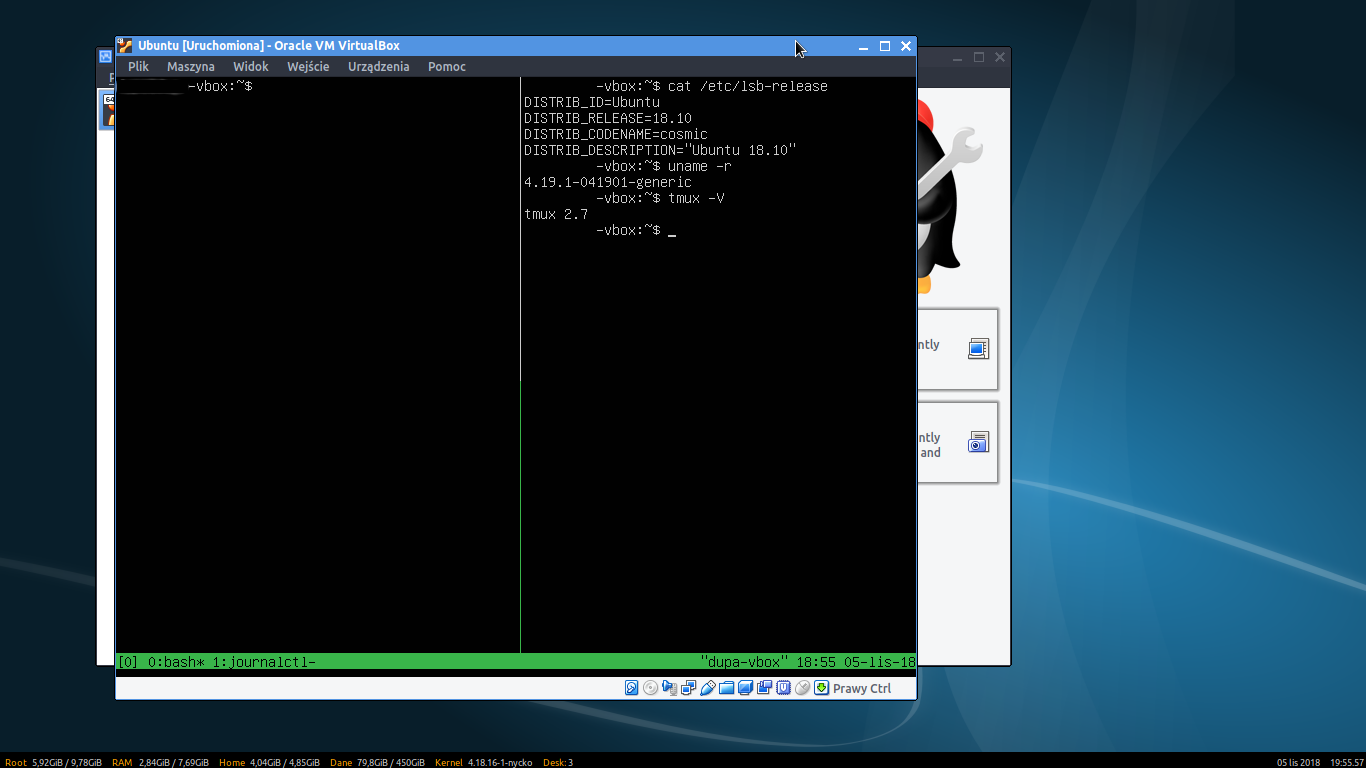 Ubuntu [Uruchomiona] - Oracle VM VirtualBox
Plik Maszyna Widok Wejście Urządzenia Pomoc
P
64
-vbox:~$
-vbox:~$ cat /etc/lsb-release
DISTRIB_ID=Ubuntu
DISTRIB_RELEASE=18.10
DISTRIB_CODENAME=cosmic
DISTRIB_DESCRIPTION="Ubuntu 18.10"
-vbox:~$ uname -r
4.19.1-041901-generic
-vbox:~$ tmux -V
tmux 2.7
-vbox:~$ _
ntly
ntly
and
[0] 0:bash* 1:journalctl- "dupa-vbox" 18:55 05-lis-18
Prawy Ctrl
Root 5,92GiB / 9,78GiB RAM 2,84GiB / 7,69GiB Home 4,04GiB / 4,85GiB Dane 79,8GiB / 450GiB Kernel 4.18.16-1-nycko Desk: 3 05 lis 2018 19:55.57